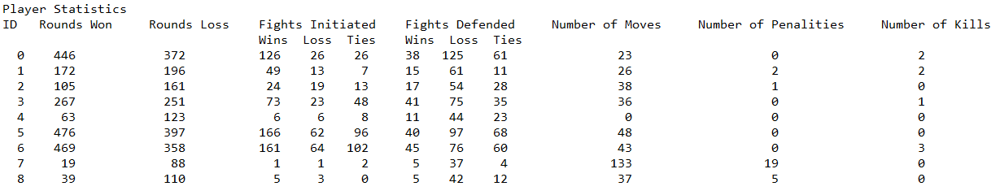 Player Statistics
ID Rounds Won Rounds Loss Fights Initiated Fights Defended Number of Moves Number of Penalities Number of Kills
Wins Loss Ties Wins Loss Ties
0 446 372 126 26 26 38 125 61 23 0 2
1 172 196 49 13 7 15 61 11 26 2 2
2 105 161 24 19 13 17 54 28 38 1 0
3 267 251 73 23 48 41 75 35 36 0 1
4 63 123 6 6 8 11 44 23 0 0 0
5 476 397 166 62 96 40 97 68 48 0 0
6 469 358 161 64 102 45 76 60 43 0 3
7 19 88 1 1 2 5 37 4 133 19 0
8 39 110 5 3 0 5 42 12 37 5 0